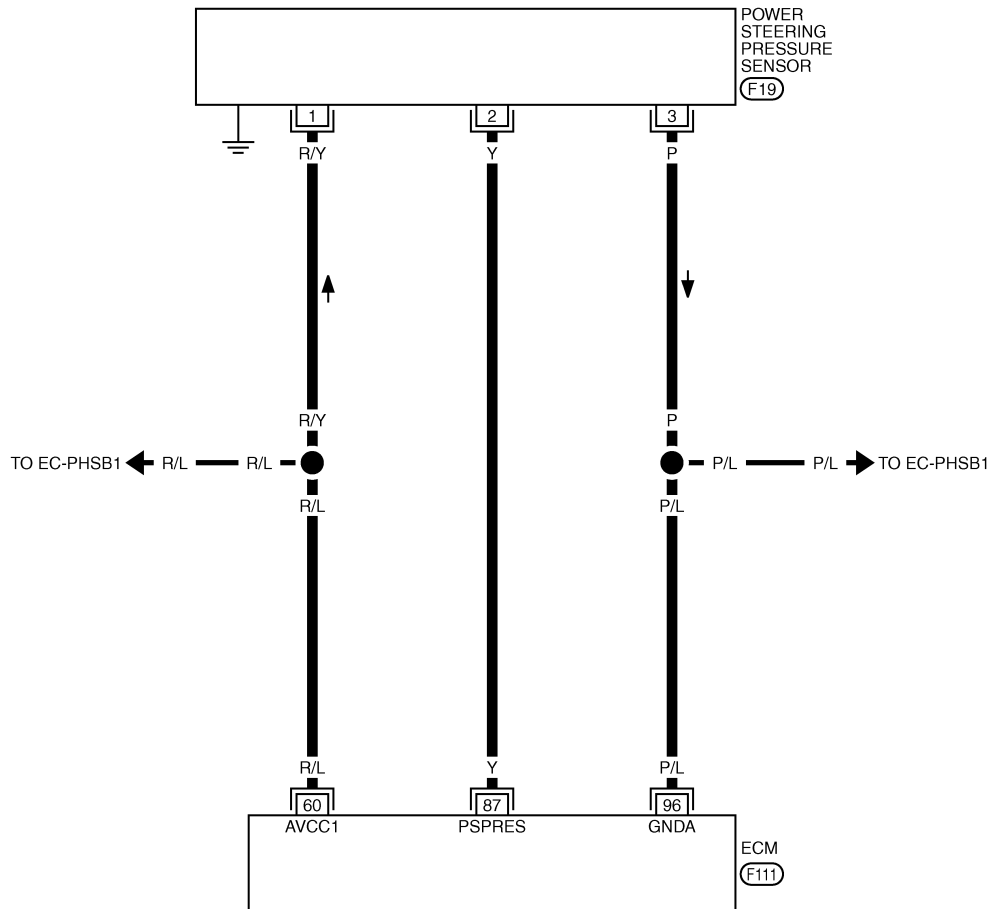 POWER
STEERING
PRESSURE
SENSOR
F19
1 2 3
R/Y Y P
R/Y P
TO EC-PHSB1 R/L R/L P/L P/L TO EC-PHSB1
R/L P/L
R/L Y P/L
60 87 96
AVCC1 PSPRES GNDA
ECM
F111